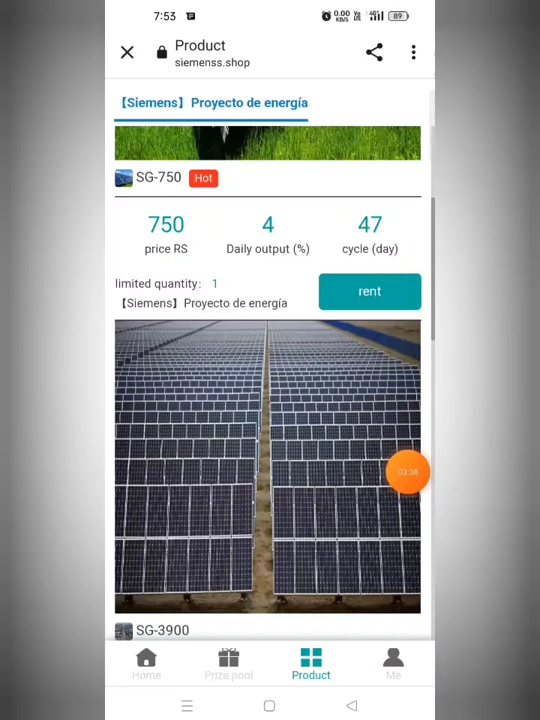 7:53
0.00
KB/S
4G+
89
Product
siemenss.shop
【Siemens】Proyecto de energía
SG-750 Hot
750 4 47
price RS Daily output (%) cycle (day)
limited quantity: 1
rent
【Siemens】Proyecto de energía
03:38
SG-3900
Home Prize pool Product Me